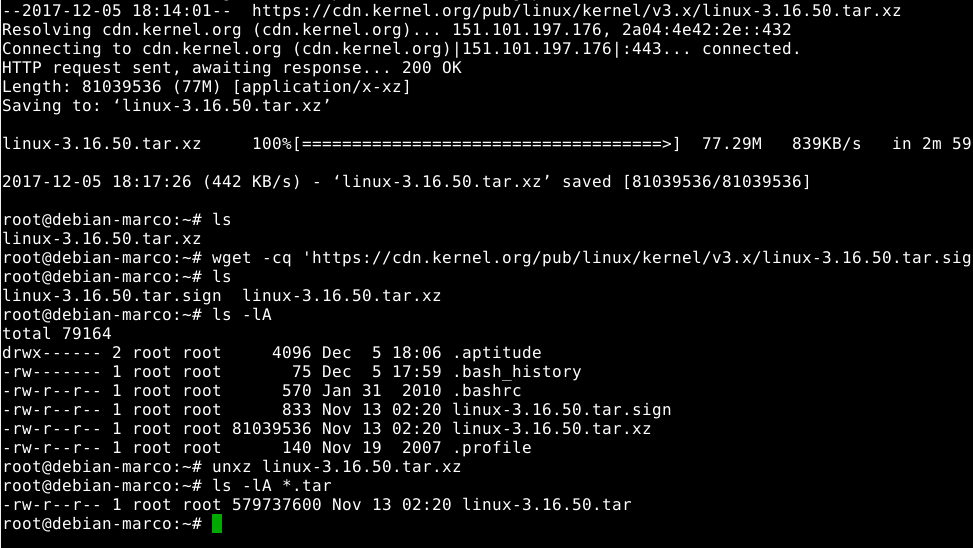 --2017-12-05 18:14:01--  https://cdn.kernel.org/pub/linux/kernel/v3.x/linux-3.16.50.tar.xz
Resolving cdn.kernel.org (cdn.kernel.org)... 151.101.197.176, 2a04:4e42:2e::432
Connecting to cdn.kernel.org (cdn.kernel.org)|151.101.197.176|:443... connected.
HTTP request sent, awaiting response... 200 OK
Length: 81039536 (77M) [application/x-xz]
Saving to: ‘linux-3.16.50.tar.xz’
linux-3.16.50.tar.xz     100%[====================================>]  77.29M   839KB/s   in 2m 59
2017-12-05 18:17:26 (442 KB/s) - ‘linux-3.16.50.tar.xz’ saved [81039536/81039536]
root@debian-marco:~# ls
linux-3.16.50.tar.xz
root@debian-marco:~# wget -cq 'https://cdn.kernel.org/pub/linux/kernel/v3.x/linux-3.16.50.tar.sig
root@debian-marco:~# ls
linux-3.16.50.tar.sign  linux-3.16.50.tar.xz
root@debian-marco:~# ls -lA
total 79164
drwx------ 2 root root     4096 Dec  5 18:06 .aptitude
-rw------- 1 root root       75 Dec  5 17:59 .bash_history
-rw-r--r-- 1 root root      570 Jan 31  2010 .bashrc
-rw-r--r-- 1 root root      833 Nov 13 02:20 linux-3.16.50.tar.sign
-rw-r--r-- 1 root root 81039536 Nov 13 02:20 linux-3.16.50.tar.xz
-rw-r--r-- 1 root root      140 Nov 19  2007 .profile
root@debian-marco:~# unxz linux-3.16.50.tar.xz
root@debian-marco:~# ls -lA *.tar
-rw-r--r-- 1 root root 579737600 Nov 13 02:20 linux-3.16.50.tar
root@debian-marco:~#